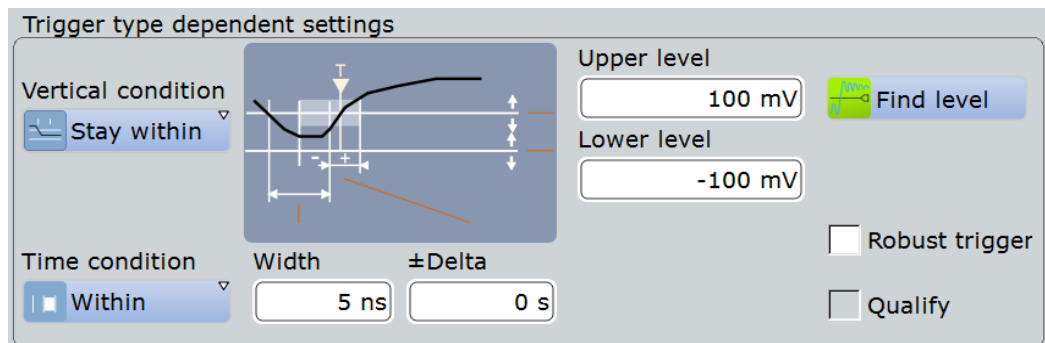 Trigger type dependent settings
Vertical condition
Stay within
T
- +
Upper level
100 mV
Find level
Lower level
-100 mV
Robust trigger
Time condition
Width
±Delta
Within
5 ns
0 s
Qualify